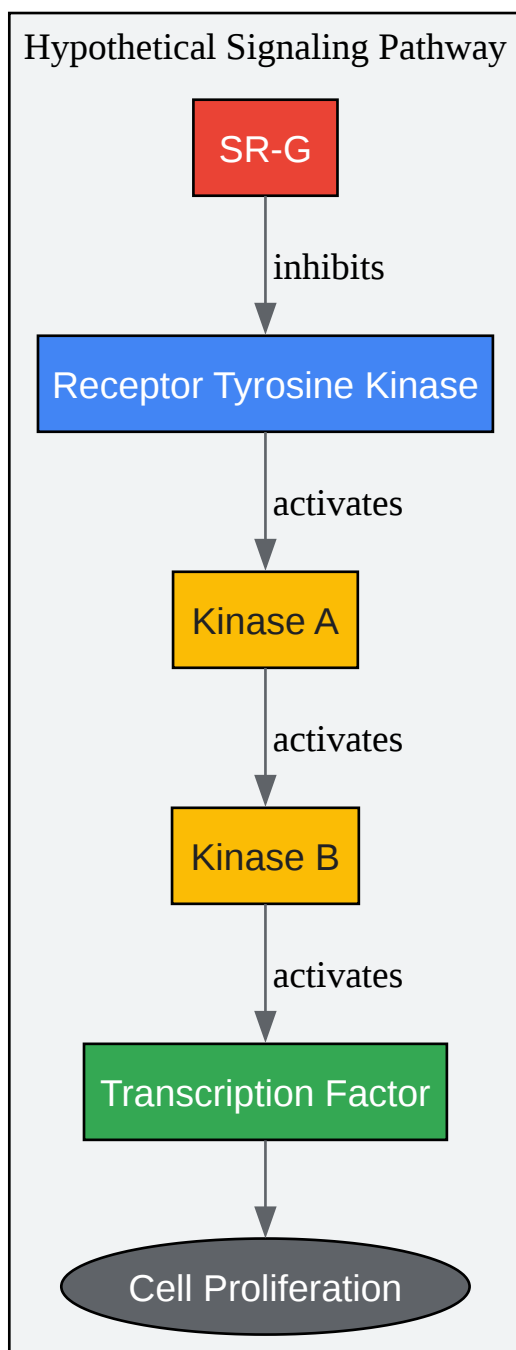 Hypothetical Signaling Pathway
SR-G
inhibits
Receptor Tyrosine Kinase
activates
Kinase A
activates
Kinase B
activates
Transcription Factor
Cell Proliferation